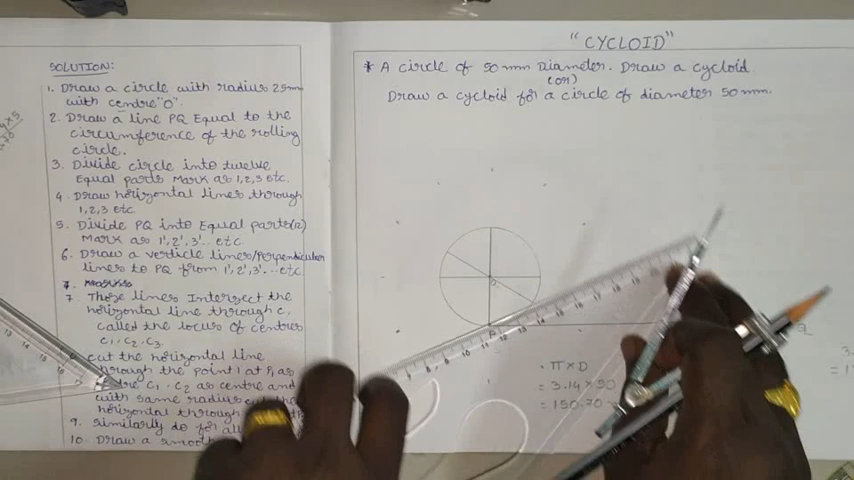 SOLUTION:
1. Draw a circle with radius 25mm
with centre "O".
2. Draw a line PQ Equal to the
circumference of the rolling
circle.
3. Divide circle into twelve
Equal parts Mark as 1,2,3 etc.
4. Draw horizontal lines through
1,2,3 etc
5. Divide PQ into Equal parts(12)
Mark as 1',2',3'.. etc
6. Draw a verticle lines/Perpendicular
lines to PQ from 1',2',3'...etc
7. Those lines Intersect the
horizontal line through c.
called the locus of centres
c₁,c₂,c₃.
cut the horizontal line
through the point 1 at P₁ as
C₁. C₂ as centre and
with same radius cut the
horizontal through
9. Similarly do for all
10. Draw a smooth
"CYCLOID"
* A circle of 50mm Diameter. Draw a cycloid
(or)
Draw a cycloid for a circle of diameter 50mm.
O
P
Q
π×D
= 3.14×50
= 150.70